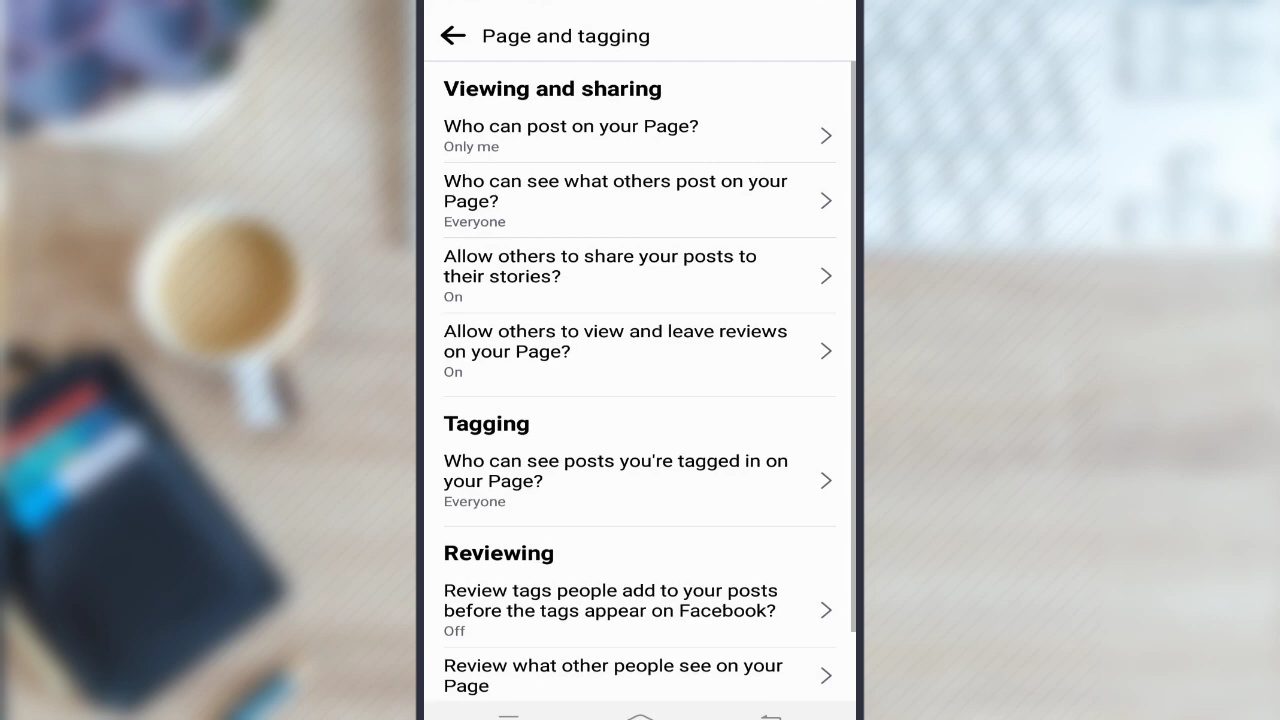 Page and tagging
Viewing and sharing
Who can post on your Page?
Only me
Who can see what others post on your
Page?
Everyone
Allow others to share your posts to
their stories?
On
Allow others to view and leave reviews
on your Page?
On
Tagging
Who can see posts you're tagged in on
your Page?
Everyone
Reviewing
Review tags people add to your posts
before the tags appear on Facebook?
Off
Review what other people see on your
Page